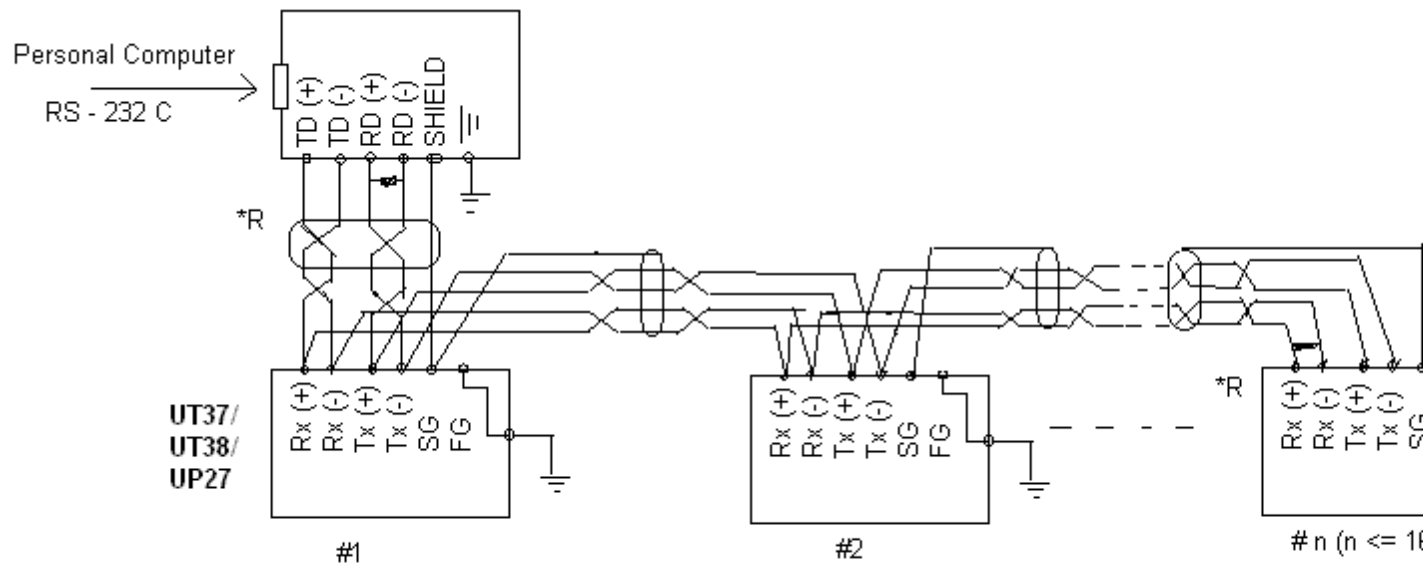 Personal Computer
RS - 232 C
TD (+)
TD (-)
RD (+)
RD (-)
SHIELD
*R
*R
UT37/
UT38/
UP27
Rx (+)
Rx (-)
Tx (+)
Tx (-)
SG
FG
Rx (+)
Rx (-)
Tx (+)
Tx (-)
SG
FG
Rx (+)
Rx (-)
Tx (+)
Tx (-)
SG
#1
#2
# n (n <=